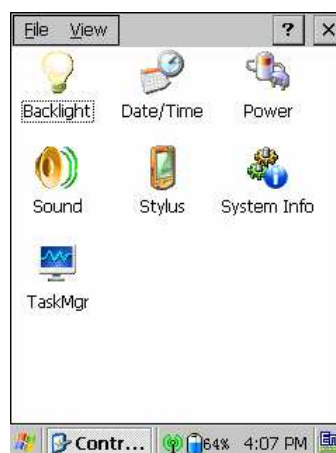 File View ? ×
Backlight Date/Time Power
Sound Stylus System Info
TaskMgr
Contr... 64% 4:07 PM En